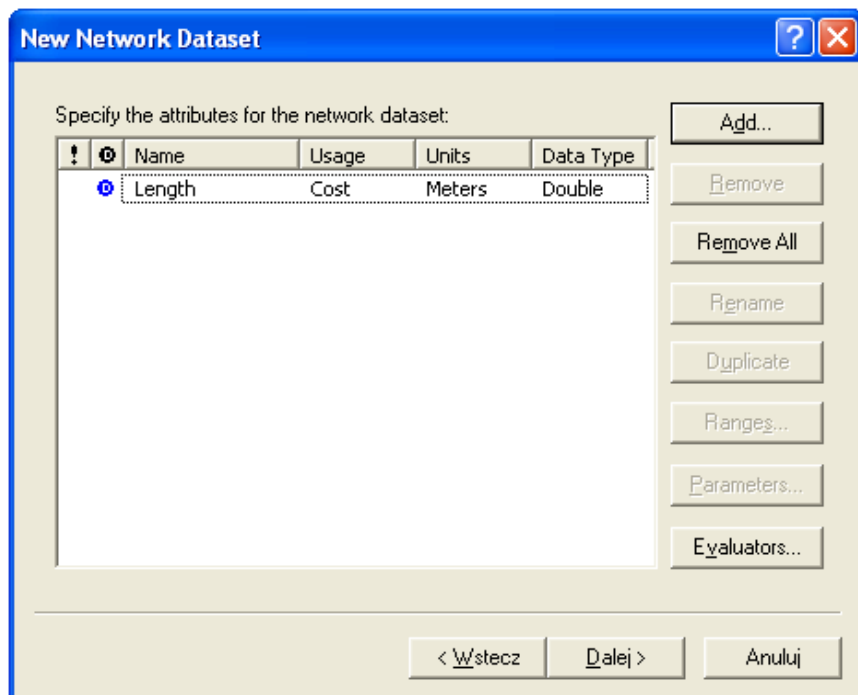 New Network Dataset
Specify the attributes for the network dataset:
! D Name Usage Units Data Type
D Length Cost Meters Double
Add...
Remove
Remove All
Rename
Duplicate
Ranges...
Parameters...
Evaluators...
< Wstecz Dalej > Anuluj